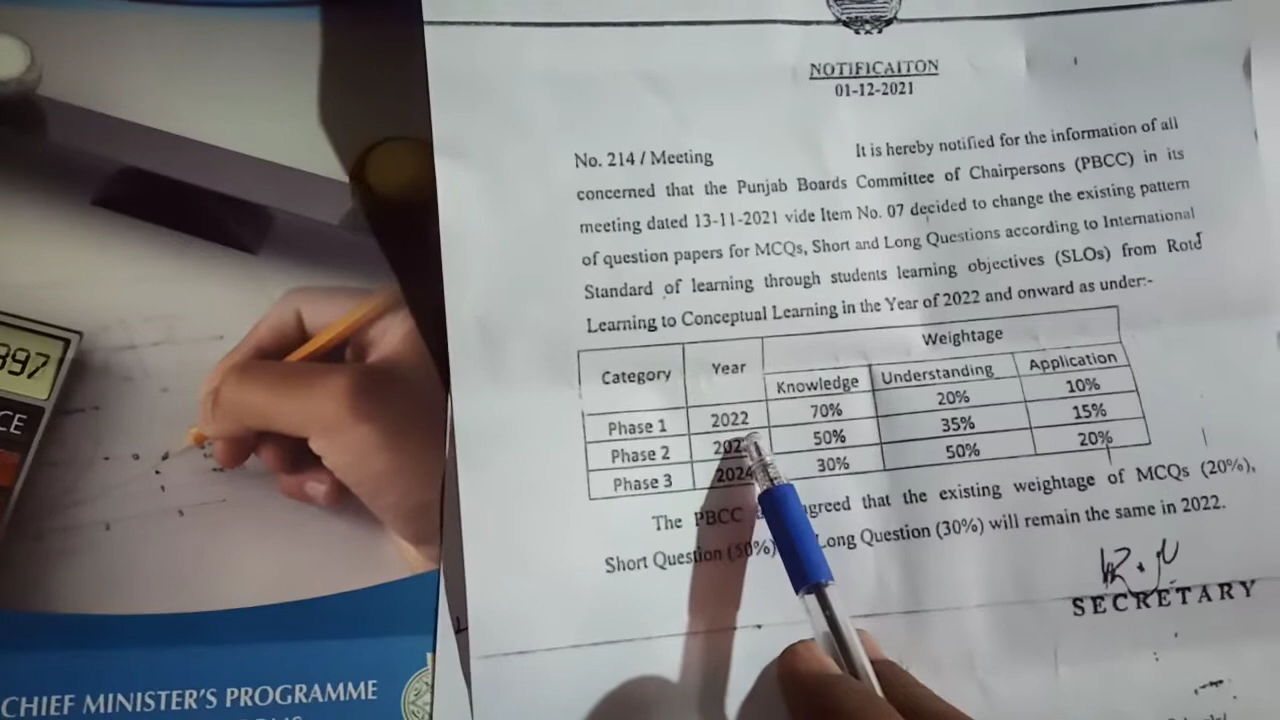 NOTIFICAITON
01-12-2021
No. 214 / Meeting It is hereby notified for the information of all
concerned that the Punjab Boards Committee of Chairpersons (PBCC) in its
meeting dated 13-11-2021 vide Item No. 07 decided to change the existing pattern
of question papers for MCQs, Short and Long Questions according to International
Standard of learning through students learning objectives (SLOs) from Rotd
Learning to Conceptual Learning in the Year of 2022 and onward as under:-
Category Year Weightage
Knowledge Understanding Application
Phase 1 2022 70% 20% 10%
Phase 2 202 50% 35% 15%
Phase 3 2024 30% 50% 20%
The PBCC agreed that the existing weightage of MCQs (20%),
Short Question (50%) Long Question (30%) will remain the same in 2022.
SECRETARY
397
CE
CHIEF MINISTER'S PROGRAMME